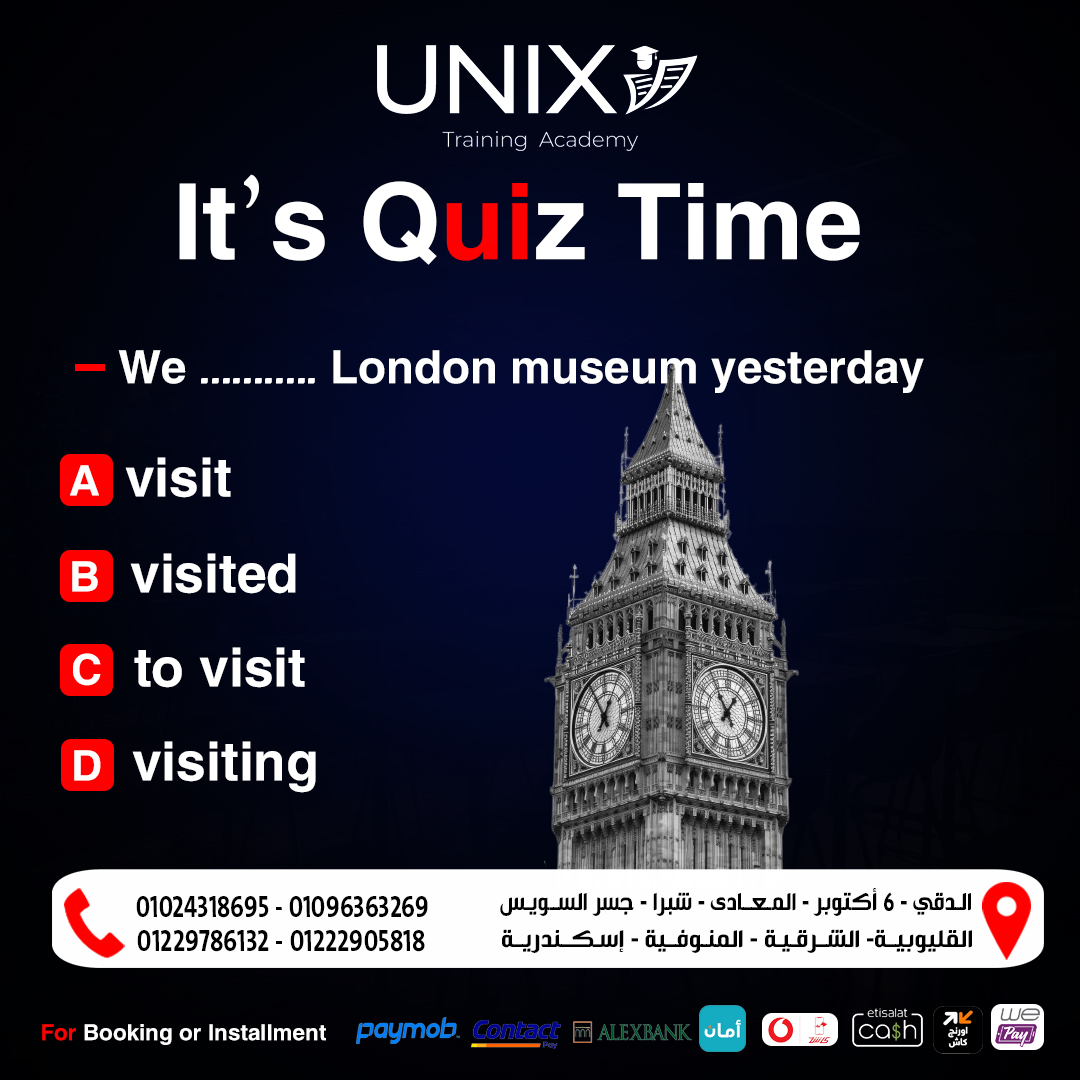 UNIX
Training Academy
It's Quiz Time
– We ........... London museum yesterday
A visit
B visited
C to visit
D visiting
01024318695 - 01096363269
01229786132 - 01222905818
الدقي - 6 أكتوبر - المعادى - شبرا - جسر السويس
القليوبية- الشرقية - المنوفية - إسكندرية
For Booking or Installment
paymob
Contact
Pay
ALEXBANK
أمان
كاش
etisalat
ca$h
اورنچ
كاش
we
Pay